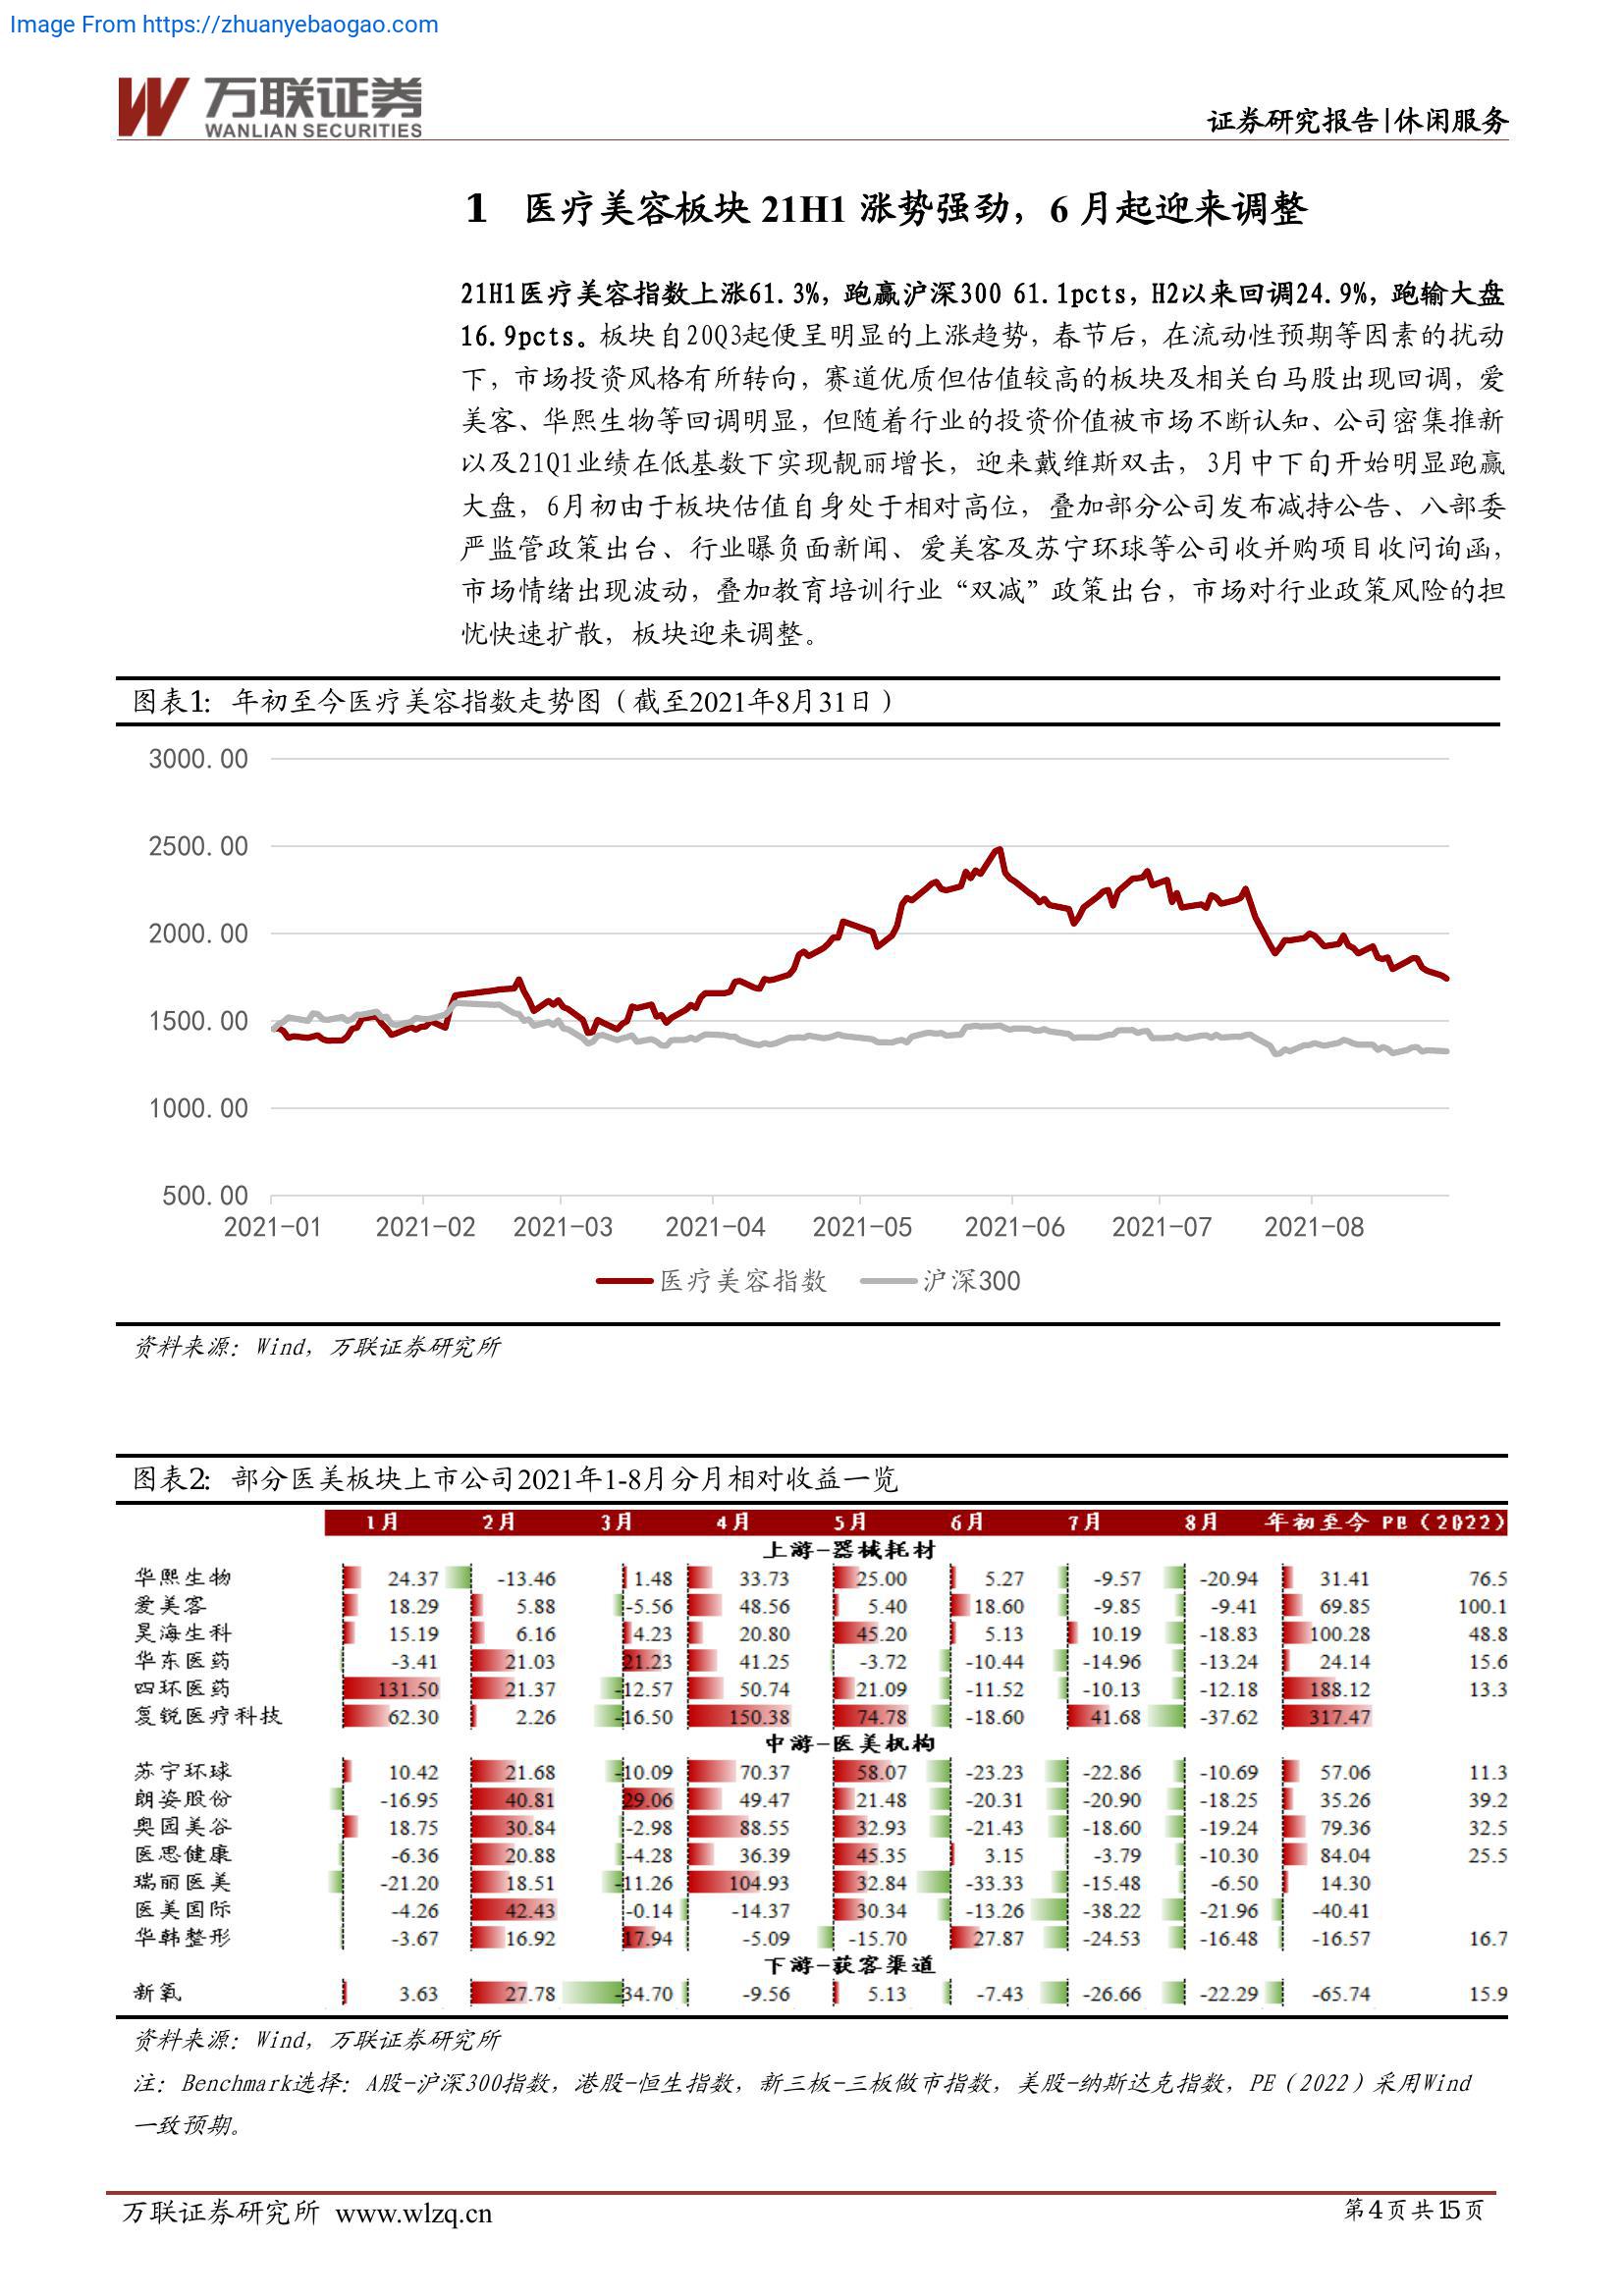 Image From https://zhuanyebaogao.com
万联证券
WANLIAN SECURITIES
证券研究报告|休闲服务
1 医疗美容板块 21H1 涨势强劲，6 月起迎来调整
21H1医疗美容指数上涨61.3%，跑赢沪深300 61.1pcts，H2以来回调24.9%，跑输大盘
16.9pcts。板块自20Q3起便呈明显的上涨趋势，春节后，在流动性预期等因素的扰动
下，市场投资风格有所转向，赛道优质但估值较高的板块及相关白马股出现回调，爱
美客、华熙生物等回调明显，但随着行业的投资价值被市场不断认知、公司密集推新
以及21Q1业绩在低基数下实现靓丽增长，迎来戴维斯双击，3月中下旬开始明显跑赢
大盘，6月初由于板块估值自身处于相对高位，叠加部分公司发布减持公告、八部委
严监管政策出台、行业曝负面新闻、爱美客及苏宁环球等公司收并购项目收问询函，
市场情绪出现波动，叠加教育培训行业“双减”政策出台，市场对行业政策风险的担
忧快速扩散，板块迎来调整。
图表1: 年初至今医疗美容指数走势图（截至2021年8月31日）
3000.00
2500.00
2000.00
1500.00
1000.00
500.00
2021-01 2021-02 2021-03 2021-04 2021-05 2021-06 2021-07 2021-08
医疗美容指数 沪深300
资料来源：Wind，万联证券研究所
图表2: 部分医美板块上市公司2021年1-8月分月相对收益一览
1月 2月 3月 4月 5月 6月 7月 8月 年初至今 PE（2022）
上游-器械耗材
华熙生物 24.37 -13.46 1.48 33.73 25.00 5.27 -9.57 -20.94 31.41 76.5
爱美客 18.29 5.88 -5.56 48.56 5.40 18.60 -9.85 -9.41 69.85 100.1
昊海生科 15.19 6.16 4.23 20.80 45.20 5.13 10.19 -18.83 100.28 48.8
华东医药 -3.41 21.03 21.23 41.25 -3.72 -10.44 -14.96 -13.24 24.14 15.6
四环医药 131.50 21.37 -12.57 50.74 21.09 -11.52 -10.13 -12.18 188.12 13.3
复锐医疗科技 62.30 2.26 -16.50 150.38 74.78 -18.60 41.68 -37.62 317.47
中游-医美机构
苏宁环球 10.42 21.68 -10.09 70.37 58.07 -23.23 -22.86 -10.69 57.06 11.3
朗姿股份 -16.95 40.81 29.06 49.47 21.48 -20.31 -20.90 -18.25 35.26 39.2
奥园美谷 18.75 30.84 -2.98 88.55 32.93 -21.43 -18.60 -19.24 79.36 32.5
医思健康 -6.36 20.88 -4.28 36.39 45.35 3.15 -3.79 -10.30 84.04 25.5
瑞丽医美 -21.20 18.51 -11.26 104.93 32.84 -33.33 -15.48 -6.50 14.30
医美国际 -4.26 42.43 -0.14 -14.37 30.34 -13.26 -38.22 -21.96 -40.41
华韩整形 -3.67 16.92 17.94 -5.09 -15.70 27.87 -24.53 -16.48 -16.57 16.7
下游-获客渠道
新氧 3.63 27.78 -34.70 -9.56 5.13 -7.43 -26.66 -22.29 -65.74 15.9
资料来源：Wind，万联证券研究所
注：Benchmark选择：A股-沪深300指数，港股-恒生指数，新三板-三板做市指数，美股-纳斯达克指数，PE（2022）采用Wind
一致预期。
万联证券研究所 www.wlzq.cn
第4页共15页